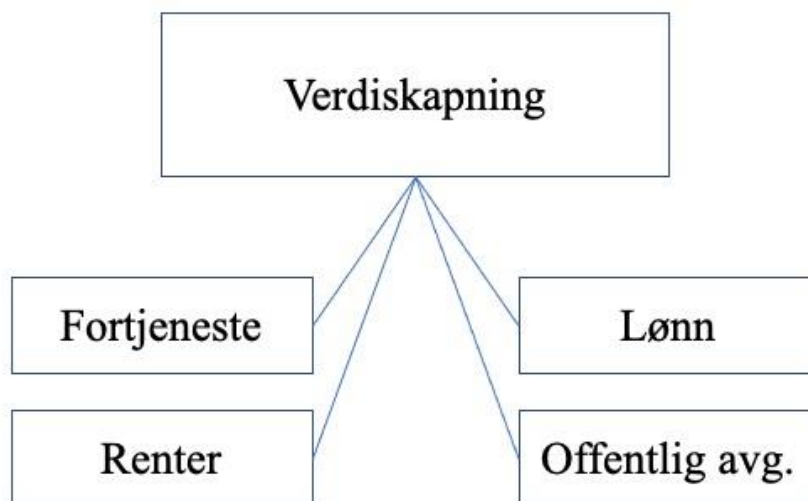 Verdiskapning
Fortjeneste
Lønn
Renter
Offentlig avg.